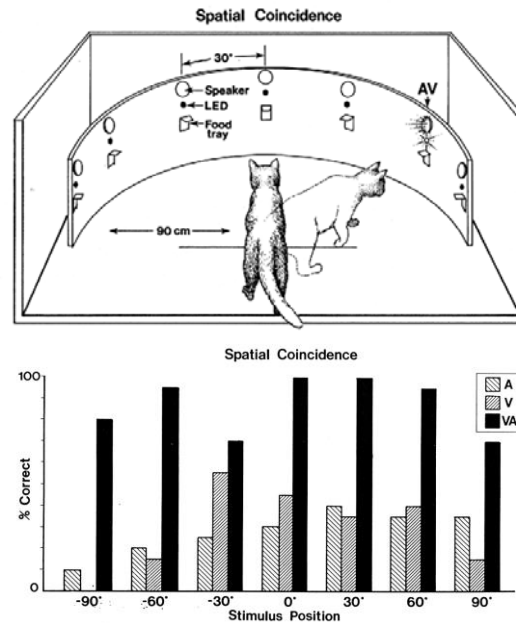 Spatial Coincidence
30°
Speaker
LED
Food
tray
AV
90 cm
Spatial Coincidence
100
A
V
VA
% Correct
0
-90° -60° -30° 0° 30° 60° 90°
Stimulus Position